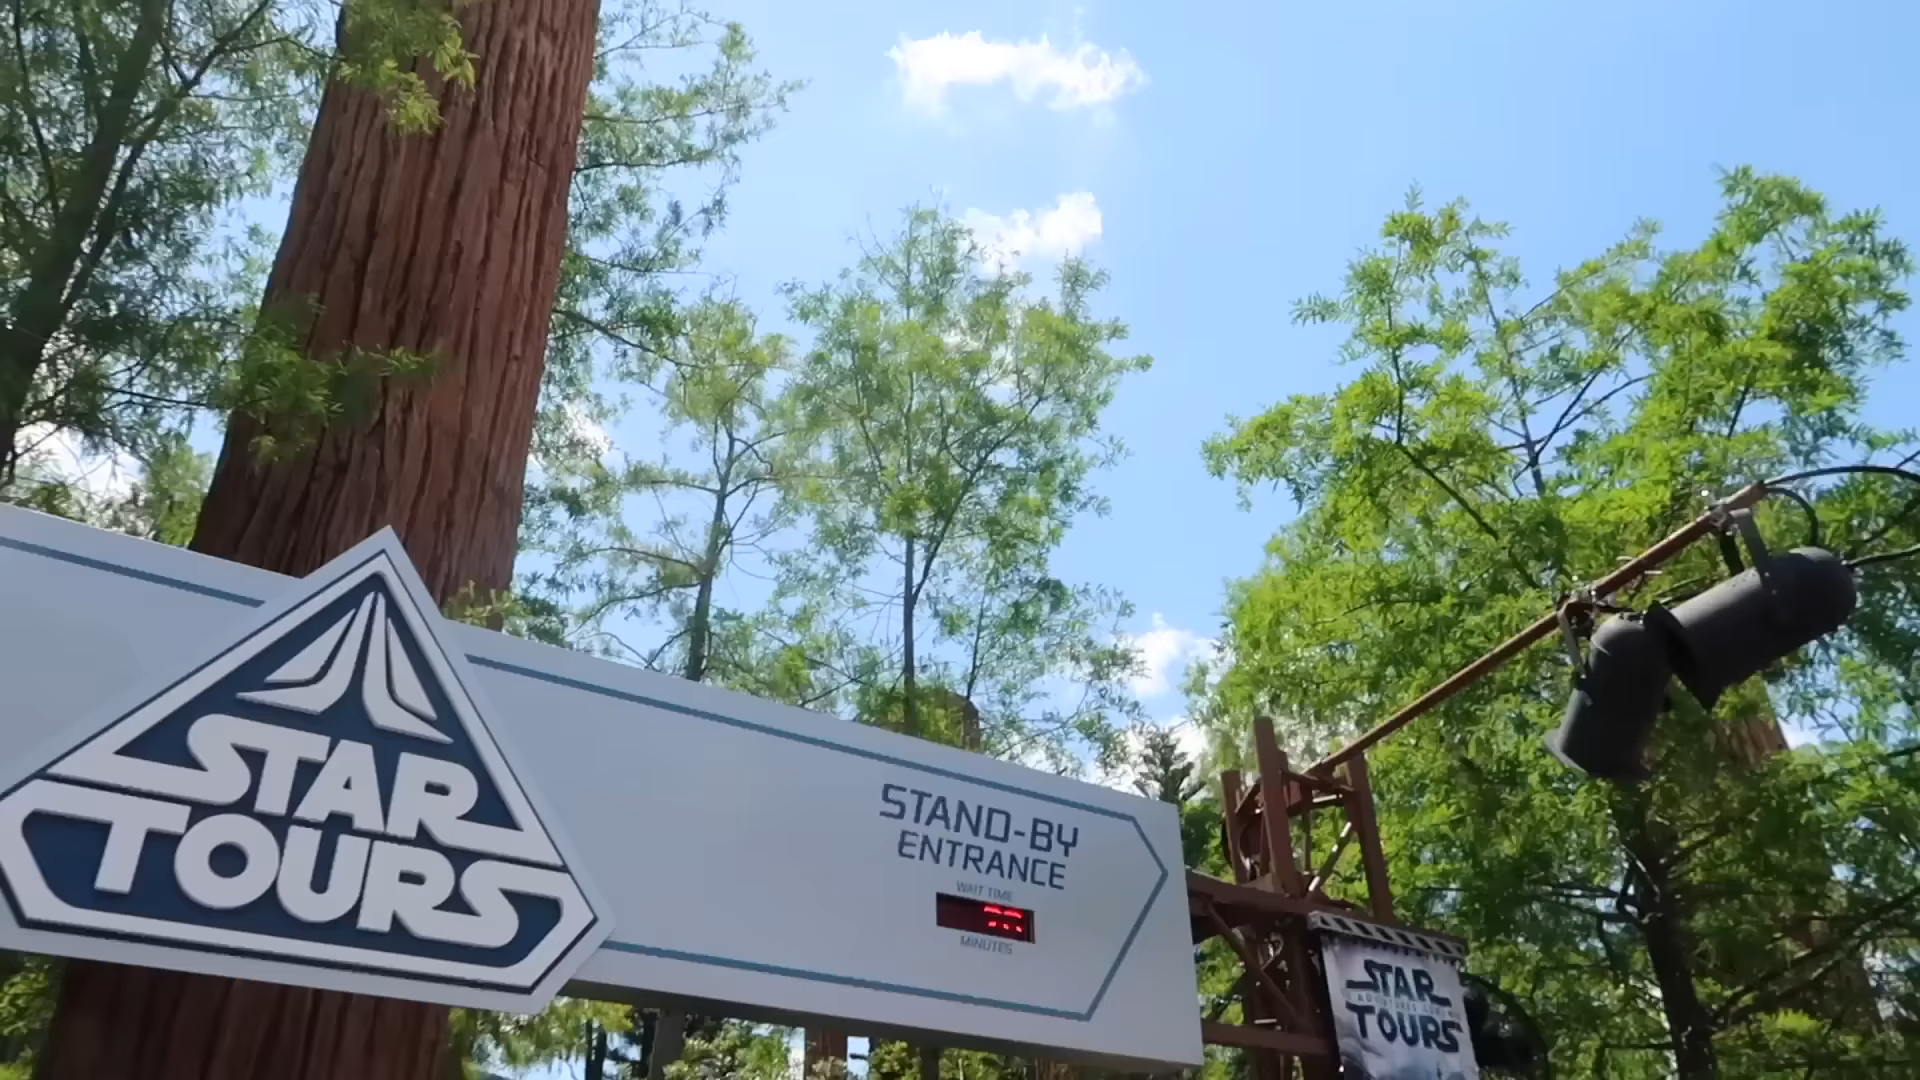 STAR
TOURS
STAND-BY
ENTRANCE
WAIT TIME
MINUTES
STAR
TOURS